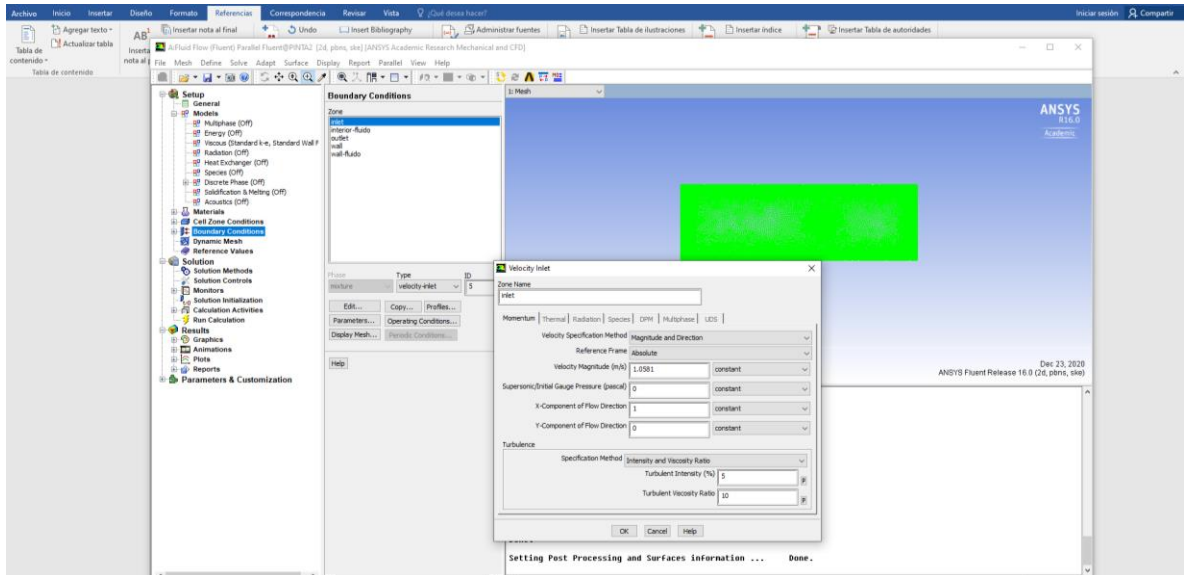 Archivo Inicio Insertar Diseño Formato Referencias Correspondencia Revisar Vista ¿Qué desea hacer? Iniciar sesión Compartir
Tabla de contenido
Agregar texto
Actualizar tabla
Tabla de contenido
AB1
Insertar nota al final
Undo
Insert Bibliography
Administrar fuentes
Insertar Tabla de ilustraciones
Insertar índice
Insertar Tabla de autoridades
Inserta
nota al
A:Fluid Flow (Fluent) Parallel Fluent@PINTA2 [2d, pbns, ske] [ANSYS Academic Research Mechanical and CFD]
File Mesh Define Solve Adapt Surface Display Report Parallel View Help
Setup
General
Models
Multiphase (Off)
Energy (Off)
Viscous (Standard k-e, Standard Wall F
Radiation (Off)
Heat Exchanger (Off)
Species (Off)
Discrete Phase (Off)
Solidification & Melting (Off)
Acoustics (Off)
Materials
Cell Zone Conditions
Boundary Conditions
Dynamic Mesh
Reference Values
Solution
Solution Methods
Solution Controls
Monitors
Solution Initialization
Calculation Activities
Run Calculation
Results
Graphics
Animations
Plots
Reports
Parameters & Customization
Boundary Conditions
Zone
inlet
interior-fluido
outlet
wall
wall-fluido
Phase Type ID
mixture velocity-inlet 5
Edit... Copy... Profiles...
Parameters... Operating Conditions...
Display Mesh... Periodic Conditions...
Help
1: Mesh
ANSYS
R16.0
Academic
Dec 23, 2020
ANSYS Fluent Release 16.0 (2d, pbns, ske)
Velocity Inlet
Zone Name
inlet
Momentum Thermal Radiation Species DPM Multiphase UDS
Velocity Specification Method Magnitude and Direction
Reference Frame Absolute
Velocity Magnitude (m/s) 1.0581 constant
Supersonic/Initial Gauge Pressure (pascal) 0 constant
X-Component of Flow Direction 1 constant
Y-Component of Flow Direction 0 constant
Turbulence
Specification Method Intensity and Viscosity Ratio
Turbulent Intensity (%) 5 P
Turbulent Viscosity Ratio 10 P
OK Cancel Help
Setting Post Processing and Surfaces information ... Done.